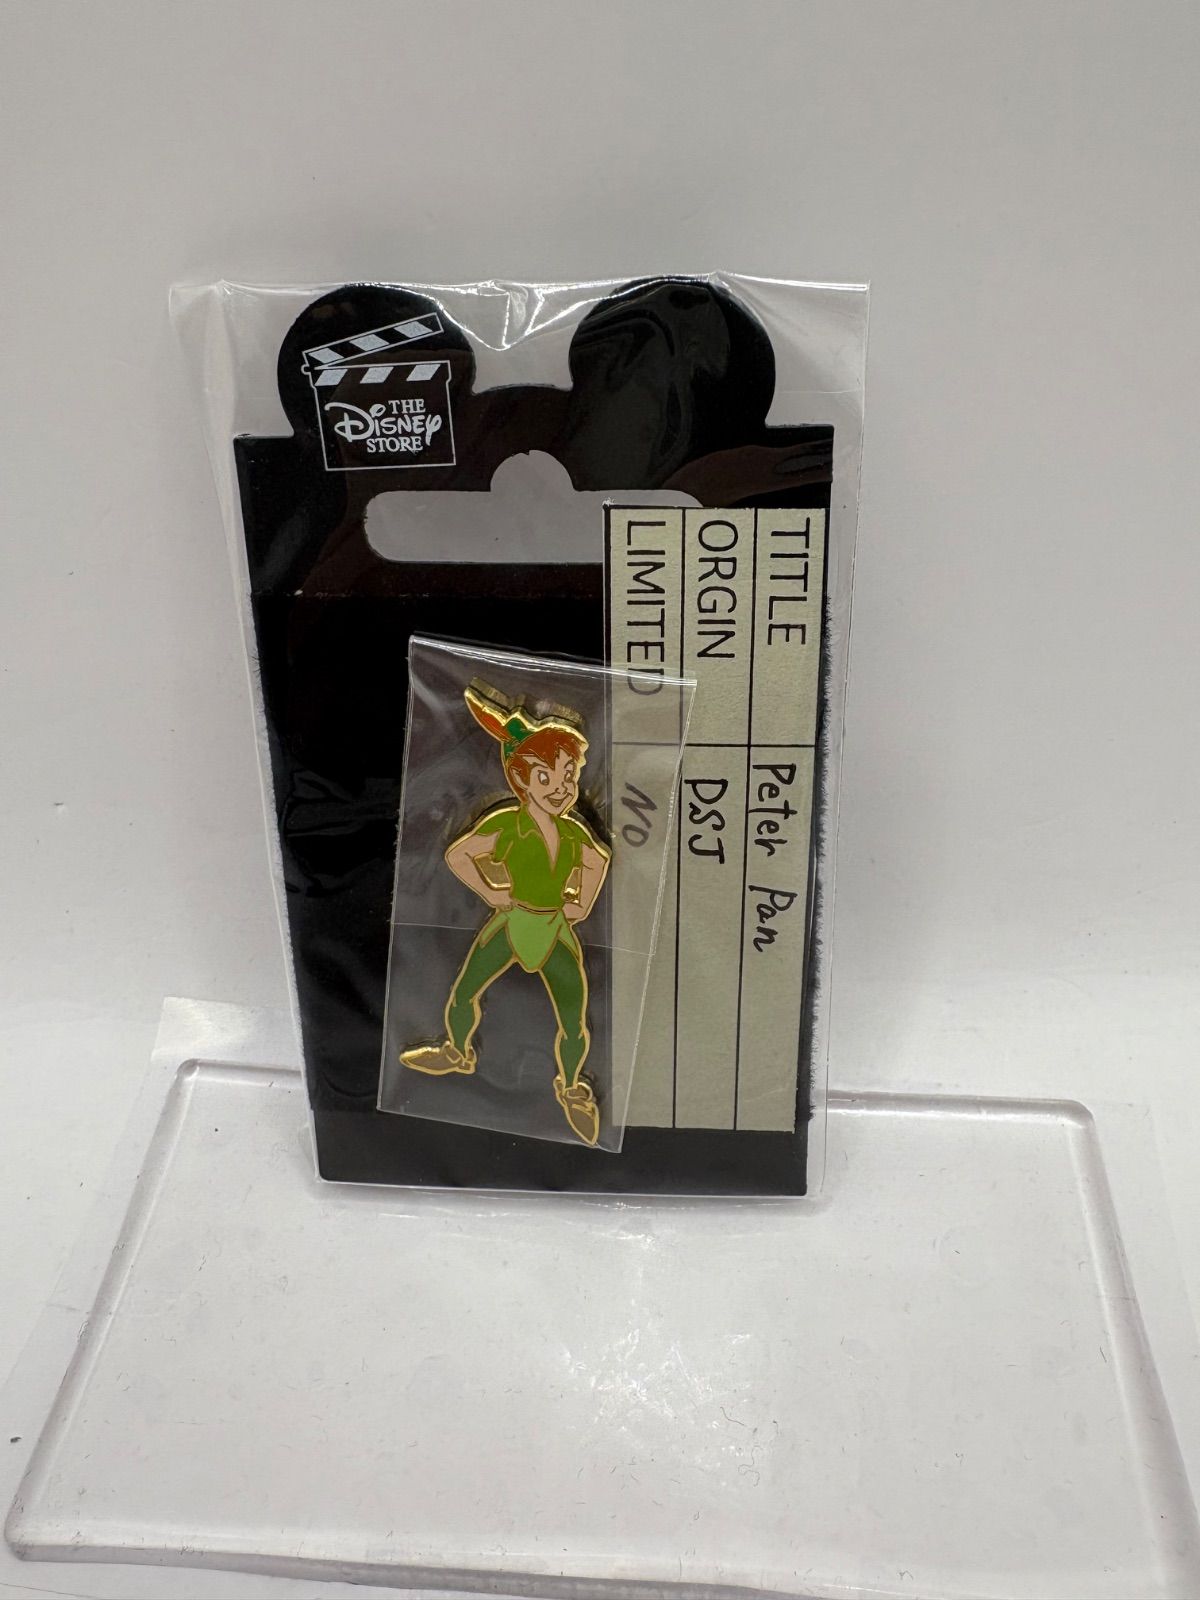 THE
DISNEY
STORE
TITLE Peter Pan
ORGIN DSJ
LIMITED NO